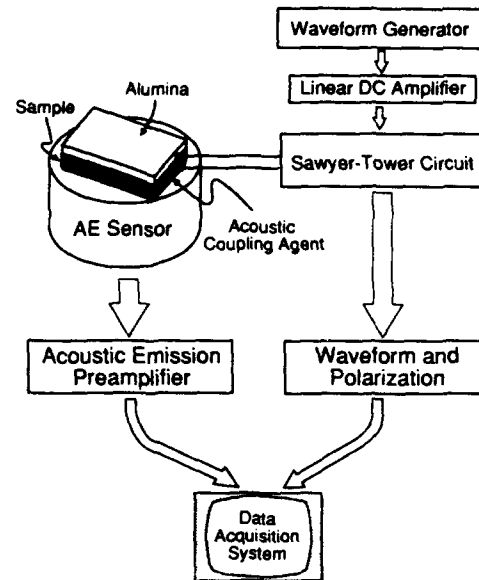 Waveform Generator
Linear DC Amplifier
Sawyer-Tower Circuit
Alumina
Sample
AE Sensor
Acoustic
Coupling Agent
Acoustic Emission
Preamplifier
Waveform and
Polarization
Data
Acquisition
System